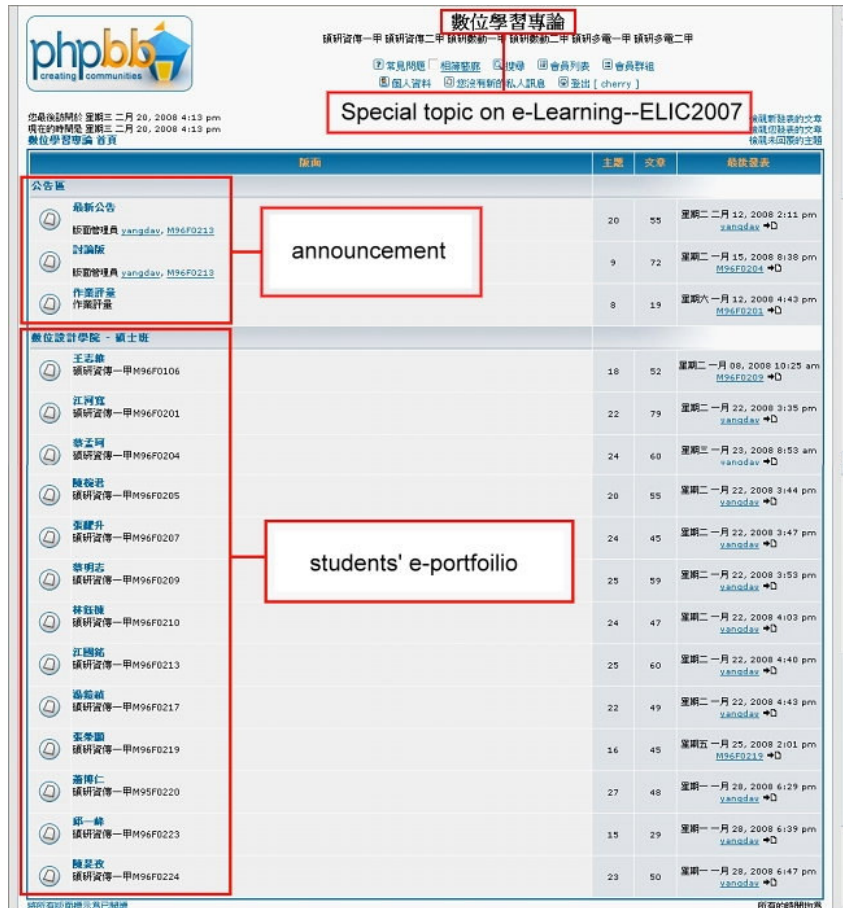 數位學習專論
碩研資傳一甲 碩研資傳二甲 碩研數動一甲 碩研數動二甲 碩研多電一甲 碩研多電二甲
phpbb
creating communities
常見問題 相簿藝廊 搜尋 會員列表 會員群組
個人資料 您沒有新的私人訊息 登出 [ cherry ]
Special topic on e-Learning--ELIC2007
您最後訪問於 星期三 二月 20, 2008 4:13 pm
現在的時間是 星期三 二月 20, 2008 4:13 pm
數位學習專論 首頁
檢視新發表的文章
檢視您發表的文章
檢視未回覆的主題
版面 主題 文章 最後發表
公告區
最新公告
版面管理員 yangdav, M96F0213
20 55 星期二 二月 12, 2008 2:11 pm
yangdav
announcement
討論版
版面管理員 yangdav, M96F0213
9 72 星期二 一月 15, 2008 8:38 pm
M96F0204
作業評量
作業評量
8 19 星期六 一月 12, 2008 4:43 pm
M96F0201
數位設計學院 - 碩士班
王志維
碩研資傳一甲M96F0106
18 52 星期二 一月 08, 2008 10:25 am
M96F0209
碩研資傳一甲M96F0201
22 79 星期二 一月 22, 2008 3:35 pm
yangdav
蔡孟珂
碩研資傳一甲M96F0204
24 60 星期三 一月 23, 2008 8:53 am
yangdav
碩研資傳一甲M96F0205
20 55 星期二 一月 22, 2008 3:44 pm
yangdav
張耀升
碩研資傳一甲M96F0207
24 45 星期二 一月 22, 2008 3:47 pm
yangdav
students' e-portfoilio
蔡明志
碩研資傳一甲M96F0209
25 59 星期二 一月 22, 2008 3:53 pm
yangdav
林鈺棟
碩研資傳一甲M96F0210
24 47 星期二 一月 22, 2008 4:03 pm
yangdav
江國銘
碩研資傳一甲M96F0213
25 60 星期二 一月 22, 2008 4:40 pm
yangdav
碩研資傳一甲M96F0217
22 49 星期二 一月 22, 2008 4:43 pm
yangdav
張榮顯
碩研資傳一甲M96F0219
16 45 星期五 一月 25, 2008 2:01 pm
M96F0219
蕭博仁
碩研資傳一甲M95F0220
27 48 星期一 一月 28, 2008 6:29 pm
yangdav
邱一峰
碩研資傳一甲M96F0223
15 29 星期一 一月 28, 2008 6:39 pm
yangdav
碩研資傳一甲M96F0224
23 50 星期一 一月 28, 2008 6:47 pm
yangdav